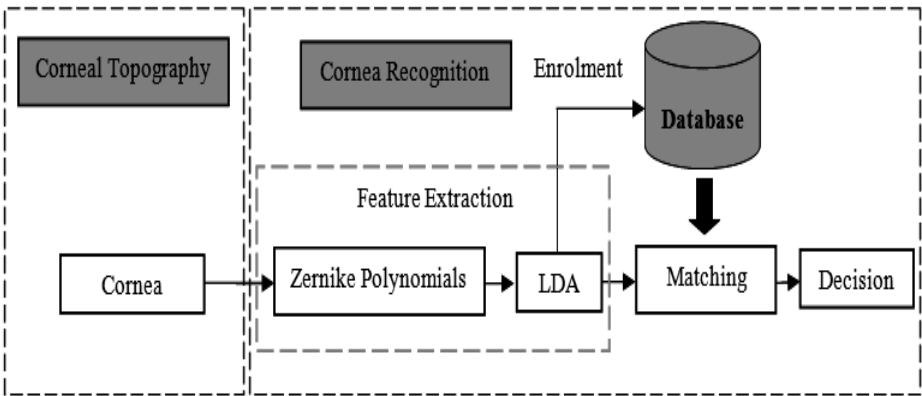 Corneal Topography
Cornea Recognition
Enrolment
Database
Feature Extraction
Cornea
Zernike Polynomials
LDA
Matching
Decision